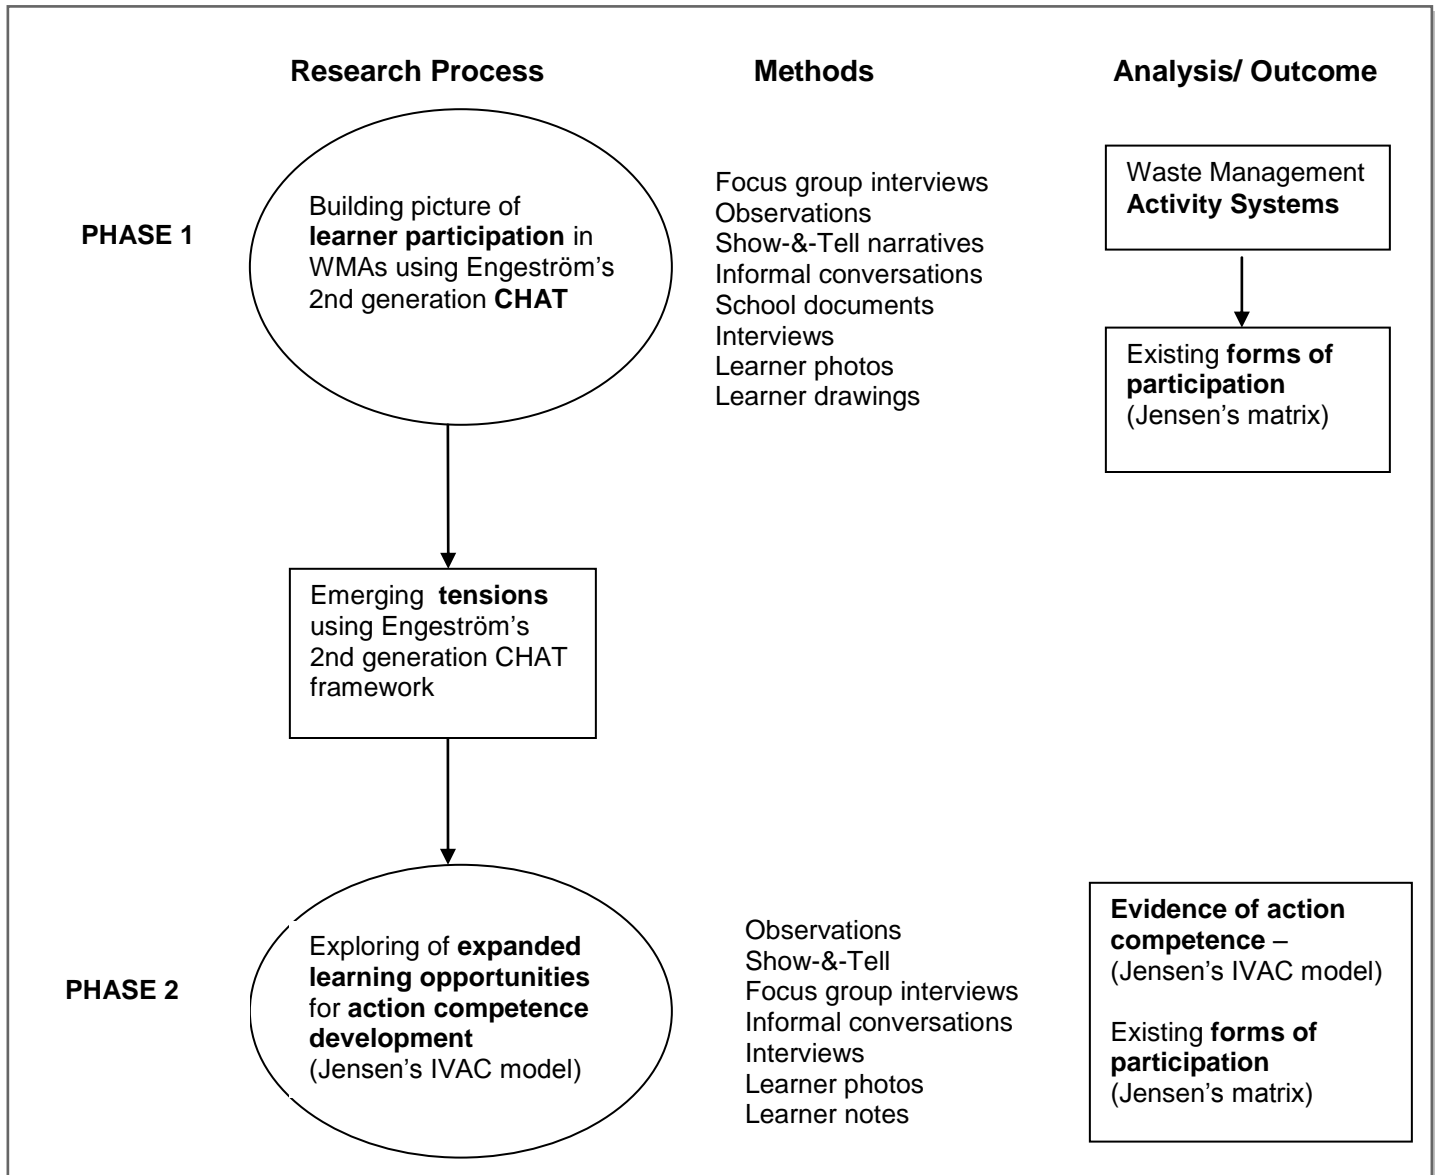 Research Process
Methods
Analysis/ Outcome
PHASE 1
Building picture of
learner participation in
WMAs using Engeström’s
2nd generation CHAT
Focus group interviews
Observations
Show-&-Tell narratives
Informal conversations
School documents
Interviews
Learner photos
Learner drawings
Waste Management
Activity Systems
Existing forms of
participation
(Jensen’s matrix)
Emerging tensions
using Engeström’s
2nd generation CHAT
framework
PHASE 2
Exploring of expanded
learning opportunities
for action competence
development
(Jensen’s IVAC model)
Observations
Show-&-Tell
Focus group interviews
Informal conversations
Interviews
Learner photos
Learner notes
Evidence of action
competence –
(Jensen’s IVAC model)
Existing forms of
participation
(Jensen’s matrix)